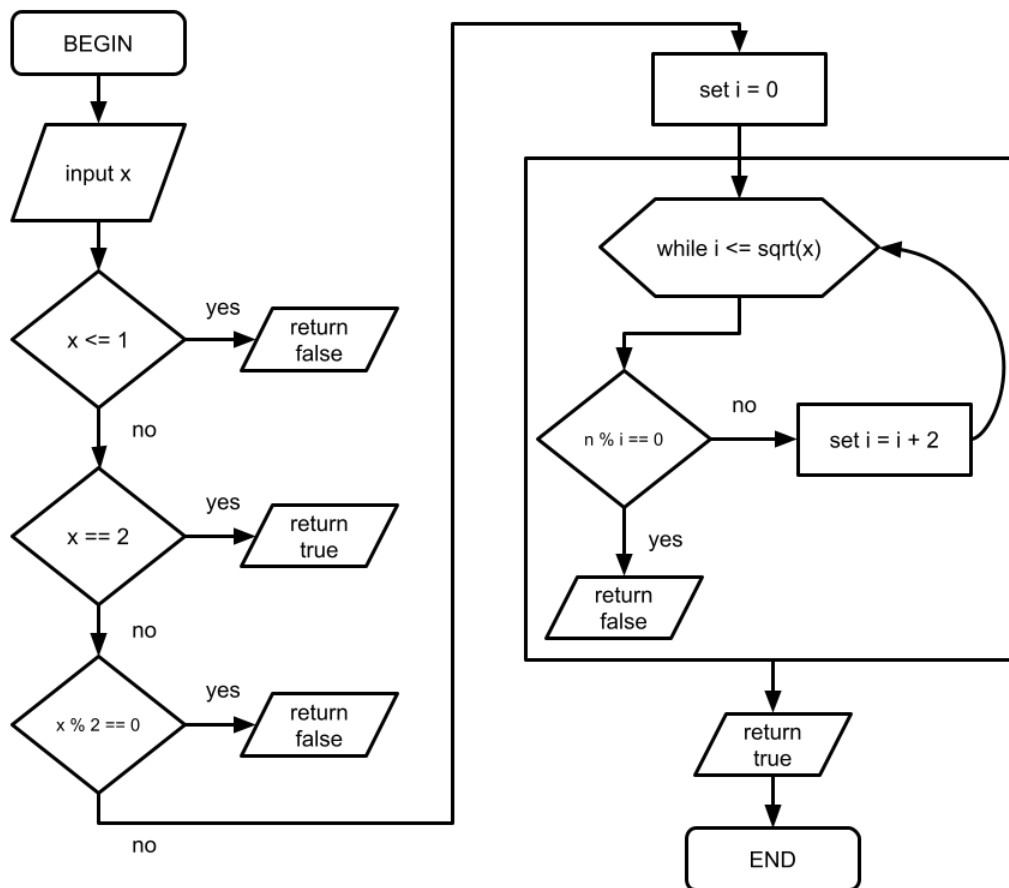 BEGIN
input x
x <= 1
yes
return
false
no
x == 2
yes
return
true
no
x % 2 == 0
yes
return
false
no
set i = 0
while i <= sqrt(x)
n % i == 0
no
set i = i + 2
yes
return
false
return
true
END